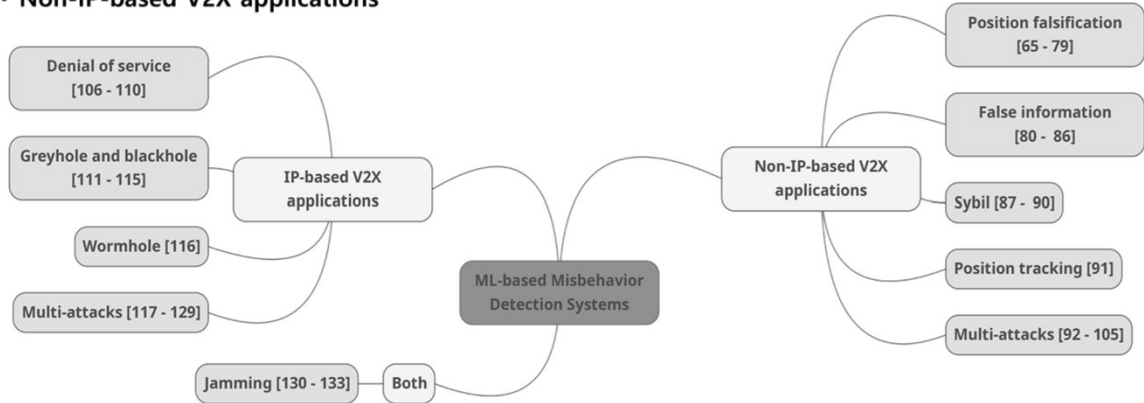 • Non-IP-based V2X applications
Denial of service
[106 - 110]
Greyhole and blackhole
[111 - 115]
IP-based V2X
applications
Wormhole [116]
Multi-attacks [117 - 129]
Jamming [130 - 133]
Both
ML-based Misbehavior
Detection Systems
Non-IP-based V2X
applications
Position falsification
[65 - 79]
False information
[80 - 86]
Sybil [87 - 90]
Position tracking [91]
Multi-attacks [92 - 105]